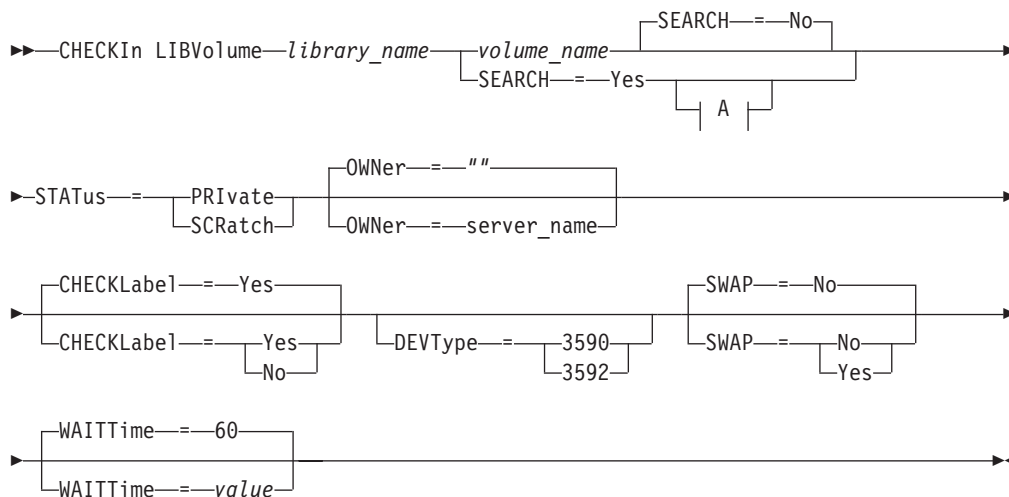 SEARCH = No
CHECKIn LIBVolume library_name volume_name
SEARCH = Yes
A
OWNer = ""
STATus = PRIvate
SCRatch OWNer = server_name
CHECKLabel = Yes SWAP = No
CHECKLabel = Yes DEVType = 3590 SWAP = No
No 3592 Yes
WAITTime = 60
WAITTime = value